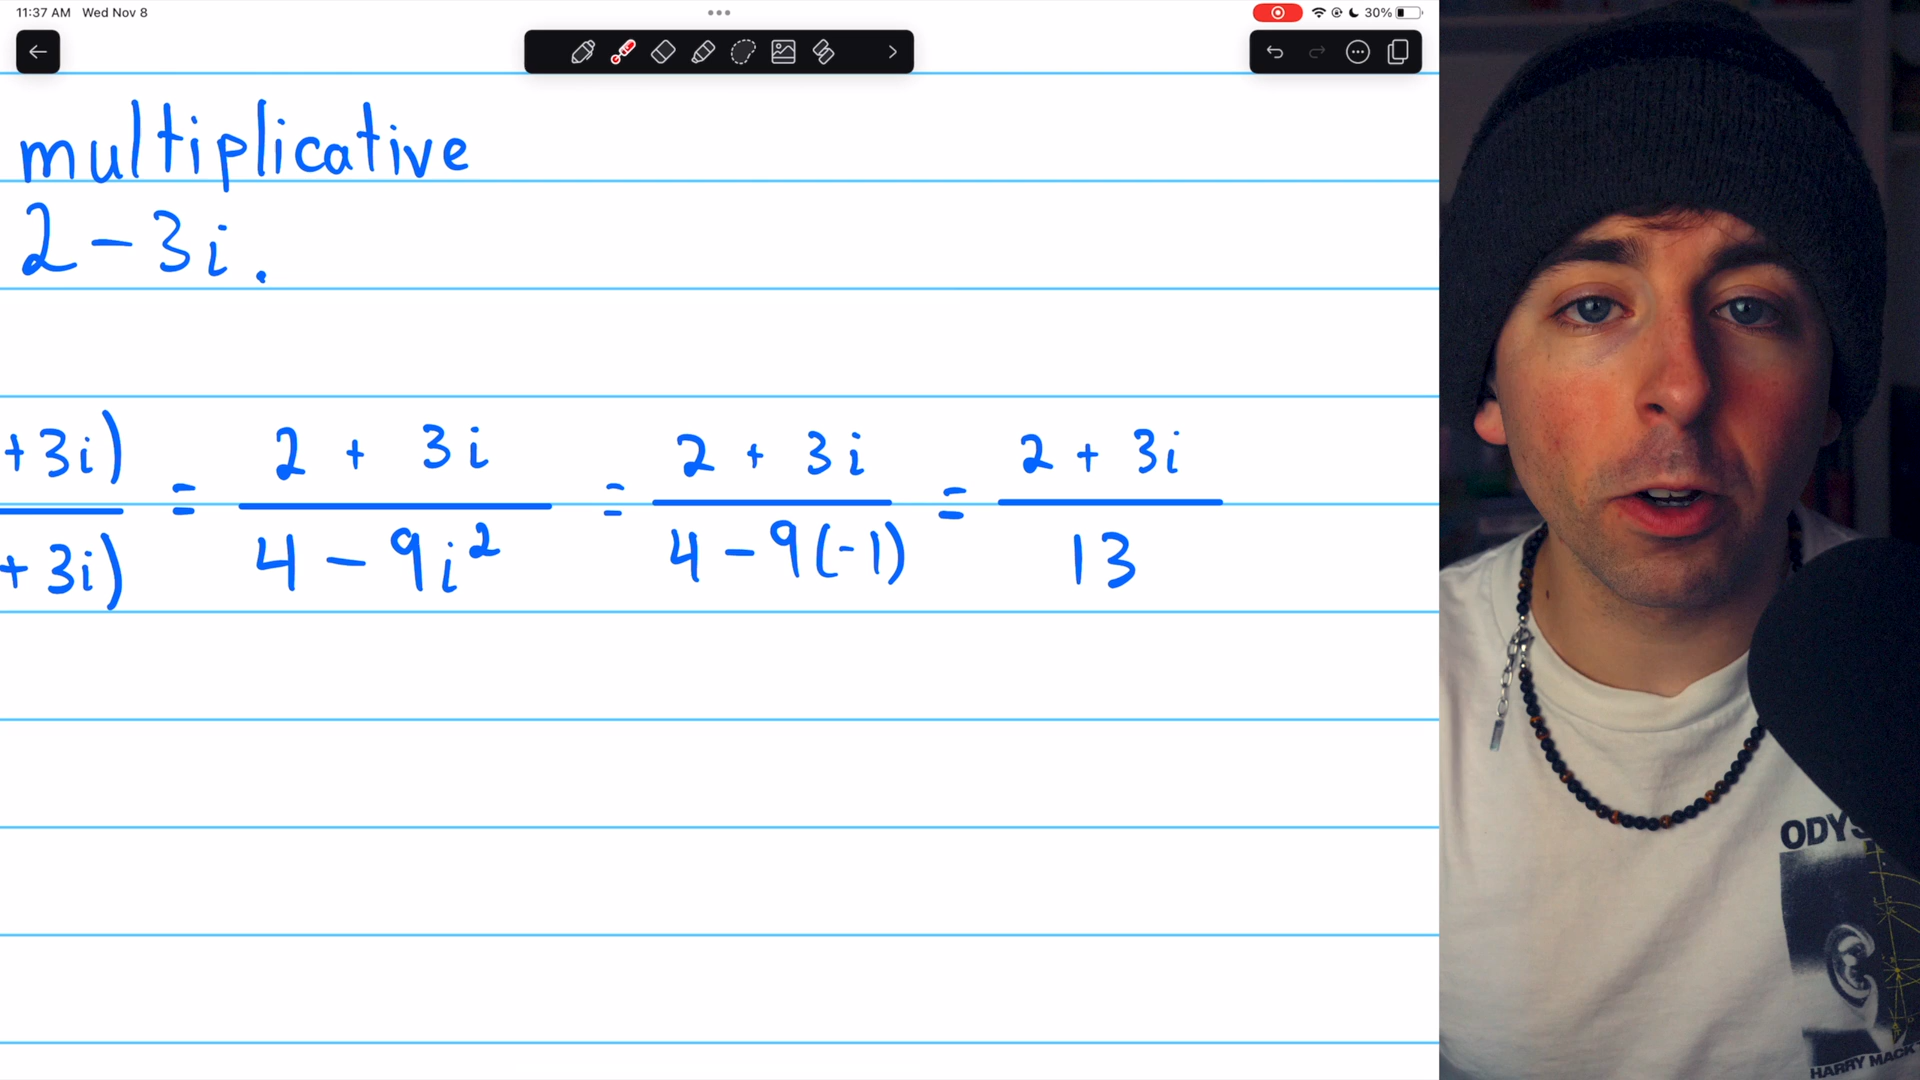 11:37 AM Wed Nov 8
30%
multiplicative
2 - 3i.
+3i) / + 3i) = 2 + 3i / 4 - 9i² = 2 + 3i / 4 - 9(-1) = 2 + 3i / 13
HARRY MACK